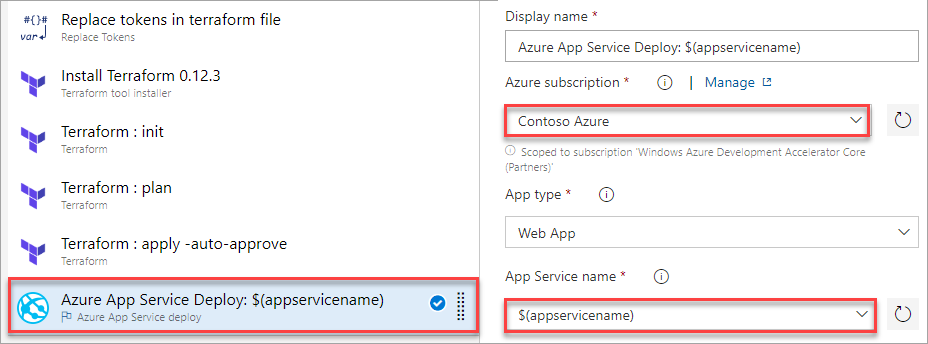 #{}#
var
Replace tokens in terraform file
Replace Tokens
Install Terraform 0.12.3
Terraform tool installer
Terraform : init
Terraform
Terraform : plan
Terraform
Terraform : apply -auto-approve
Terraform
Azure App Service Deploy: $(appservicename)
Azure App Service deploy
Display name *
Azure App Service Deploy: $(appservicename)
Azure subscription * | Manage
Contoso Azure
Scoped to subscription 'Windows Azure Development Accelerator Core
(Partners)'
App type *
Web App
App Service name *
$(appservicename)